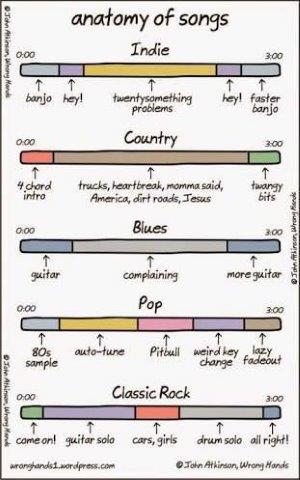 anatomy of songs
0:00 Indie 3:00
banjo hey! twentysomething problems hey! faster banjo
0:00 Country 3:00
4 chord intro trucks, heartbreak, momma said, America, dirt roads, Jesus twangy bits
0:00 Blues 3:00
guitar complaining more guitar
0:00 Pop 3:00
80s sample auto-tune Pitbull weird key change lazy fadeout
0:00 Classic Rock 3:00
come on! guitar solo cars, girls drum solo all right!
wronghands1.wordpress.com © John Atkinson, Wrong Hands
© John Atkinson, Wrong Hands
© John Atkinson, Wrong Hands
© John Atkinson, Wrong Hands